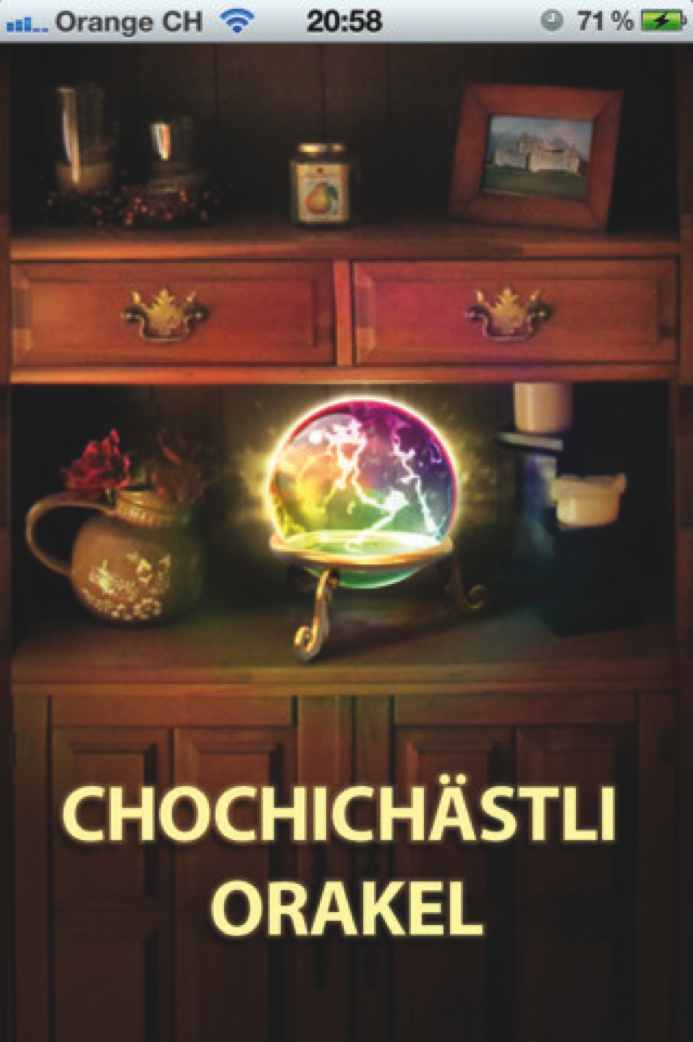 Orange CH
20:58
71 %
CHOCHICHÄSTLI
ORAKEL